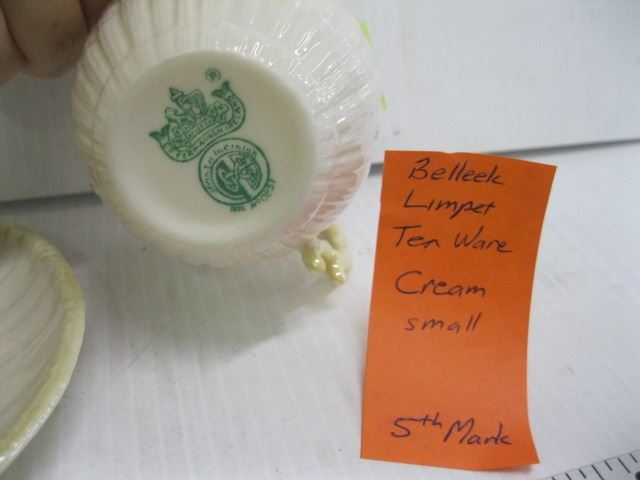 Belleek
Limpet
Tea Ware
Cream
small
5th Mark
R